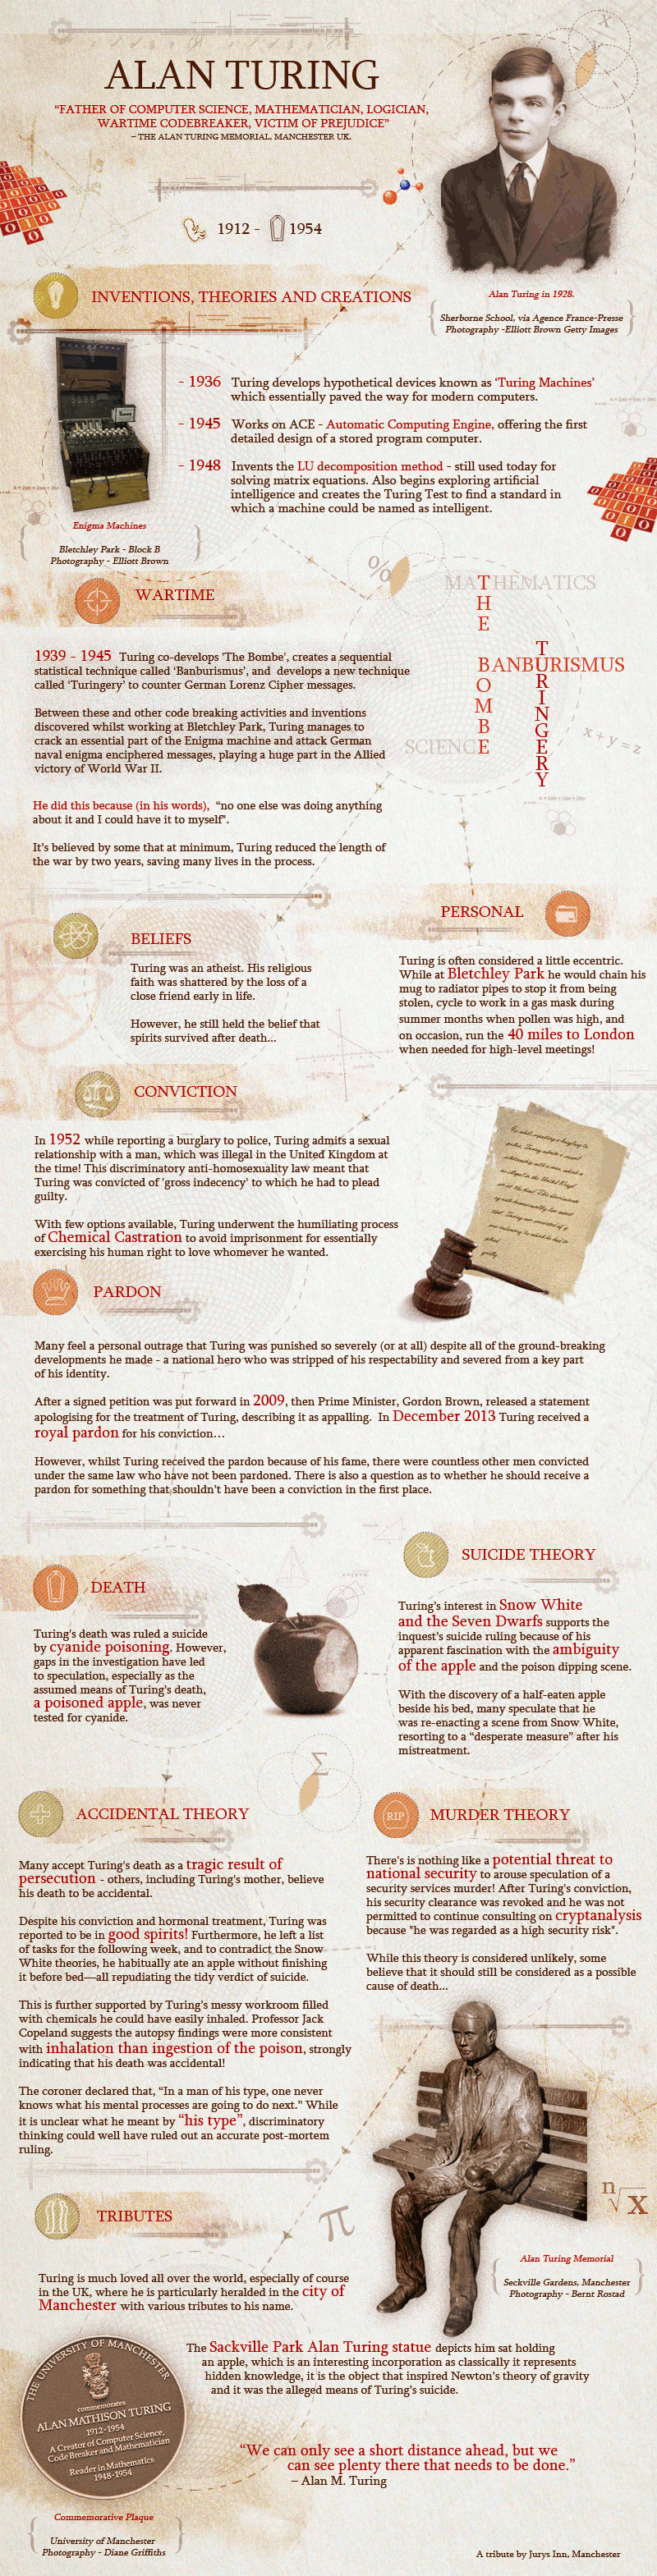 ALAN TURING
“FATHER OF COMPUTER SCIENCE, MATHEMATICIAN, LOGICIAN,
WARTIME CODEBREAKER, VICTIM OF PREJUDICE”
– THE ALAN TURING MEMORIAL, MANCHESTER UK.
1912 - 1954
Alan Turing in 1928.
Sherborne School, via Agence France-Presse
Photography -Elliott Brown Getty Images
INVENTIONS, THEORIES AND CREATIONS
- 1936 Turing develops hypothetical devices known as ‘Turing Machines’
which essentially paved the way for modern computers.
- 1945 Works on ACE - Automatic Computing Engine, offering the first
detailed design of a stored program computer.
- 1948 Invents the LU decomposition method - still used today for
solving matrix equations. Also begins exploring artificial
intelligence and creates the Turing Test to find a standard in
which a machine could be named as intelligent.
Enigma Machines
Bletchley Park - Block B
Photography - Elliott Brown
WARTIME
1939 - 1945 Turing co-develops 'The Bombe', creates a sequential
statistical technique called ‘Banburismus’, and develops a new technique
called ‘Turingery’ to counter German Lorenz Cipher messages.
Between these and other code breaking activities and inventions
discovered whilst working at Bletchley Park, Turing manages to
crack an essential part of the Enigma machine and attack German
naval enigma enciphered messages, playing a huge part in the Allied
victory of World War II.
He did this because (in his words), “no one else was doing anything
about it and I could have it to myself".
It's believed by some that at minimum, Turing reduced the length of
the war by two years, saving many lives in the process.
%
MATHEMATICS
THE BOMBE
BANBURISMUS
TURINGERY
SCIENCE
x + y = z
BELIEFS
Turing was an atheist. His religious
faith was shattered by the loss of a
close friend early in life.
However, he still held the belief that
spirits survived after death...
PERSONAL
Turing is often considered a little eccentric.
While at Bletchley Park he would chain his
mug to radiator pipes to stop it from being
stolen, cycle to work in a gas mask during
summer months when pollen was high, and
on occasion, run the 40 miles to London
when needed for high-level meetings!
CONVICTION
In 1952 while reporting a burglary to police, Turing admits a sexual
relationship with a man, which was illegal in the United Kingdom at
the time! This discriminatory anti-homosexuality law meant that
Turing was convicted of 'gross indecency' to which he had to plead
guilty.
With few options available, Turing underwent the humiliating process
of Chemical Castration to avoid imprisonment for essentially
exercising his human right to love whomever he wanted.
PARDON
Many feel a personal outrage that Turing was punished so severely (or at all) despite all of the ground-breaking
developments he made - a national hero who was stripped of his respectability and severed from a key part
of his identity.
After a signed petition was put forward in 2009, then Prime Minister, Gordon Brown, released a statement
apologising for the treatment of Turing, describing it as appalling. In December 2013 Turing received a
royal pardon for his conviction...
However, whilst Turing received the pardon because of his fame, there were countless other men convicted
under the same law who have not been pardoned. There is also a question as to whether he should receive a
pardon for something that shouldn’t have been a conviction in the first place.
DEATH
Turing's death was ruled a suicide
by cyanide poisoning. However,
gaps in the investigation have led
to speculation, especially as the
assumed means of Turing’s death,
a poisoned apple, was never
tested for cyanide.
SUICIDE THEORY
Turing’s interest in Snow White
and the Seven Dwarfs supports the
inquest’s suicide ruling because of his
apparent fascination with the ambiguity
of the apple and the poison dipping scene.
With the discovery of a half-eaten apple
beside his bed, many speculate that he
was re-enacting a scene from Snow White,
resorting to a “desperate measure” after his
mistreatment.
Σ
ACCIDENTAL THEORY
Many accept Turing's death as a tragic result of
persecution - others, including Turing's mother, believe
his death to be accidental.
Despite his conviction and hormonal treatment, Turing was
reported to be in good spirits! Furthermore, he left a list
of tasks for the following week, and to contradict the Snow
White theories, he habitually ate an apple without finishing
it before bed—all repudiating the tidy verdict of suicide.
This is further supported by Turing’s messy workroom filled
with chemicals he could have easily inhaled. Professor Jack
Copeland suggests the autopsy findings were more consistent
with inhalation than ingestion of the poison, strongly
indicating that his death was accidental!
The coroner declared that, “In a man of his type, one never
knows what his mental processes are going to do next.” While
it is unclear what he meant by “his type”, discriminatory
thinking could well have ruled out an accurate post-mortem
ruling.
RIP
MURDER THEORY
There’s is nothing like a potential threat to
national security to arouse speculation of a
security services murder! After Turing's conviction,
his security clearance was revoked and he was not
permitted to continue consulting on cryptanalysis
because "he was regarded as a high security risk".
While this theory is considered unlikely, some
believe that it should still be considered as a possible
cause of death...
n√x
TRIBUTES
π
Turing is much loved all over the world, especially of course
in the UK, where he is particularly heralded in the city of
Manchester with various tributes to his name.
Alan Turing Memorial
Seckville Gardens, Manchester
Photography - Bernt Rostad
The Sackville Park Alan Turing statue depicts him sat holding
an apple, which is an interesting incorporation as classically it represents
hidden knowledge, it is the object that inspired Newton’s theory of gravity
and it was the alleged means of Turing’s suicide.
THE UNIVERSITY OF MANCHESTER
commemorates
ALAN MATHISON TURING
1912-1954
A Creator of Computer Science,
Code Breaker and Mathematician
Reader in Mathematics
1948-1954
“We can only see a short distance ahead, but we
can see plenty there that needs to be done.”
– Alan M. Turing
Commemorative Plaque
University of Manchester
Photography - Diane Griffiths
A tribute by Jurys Inn, Manchester